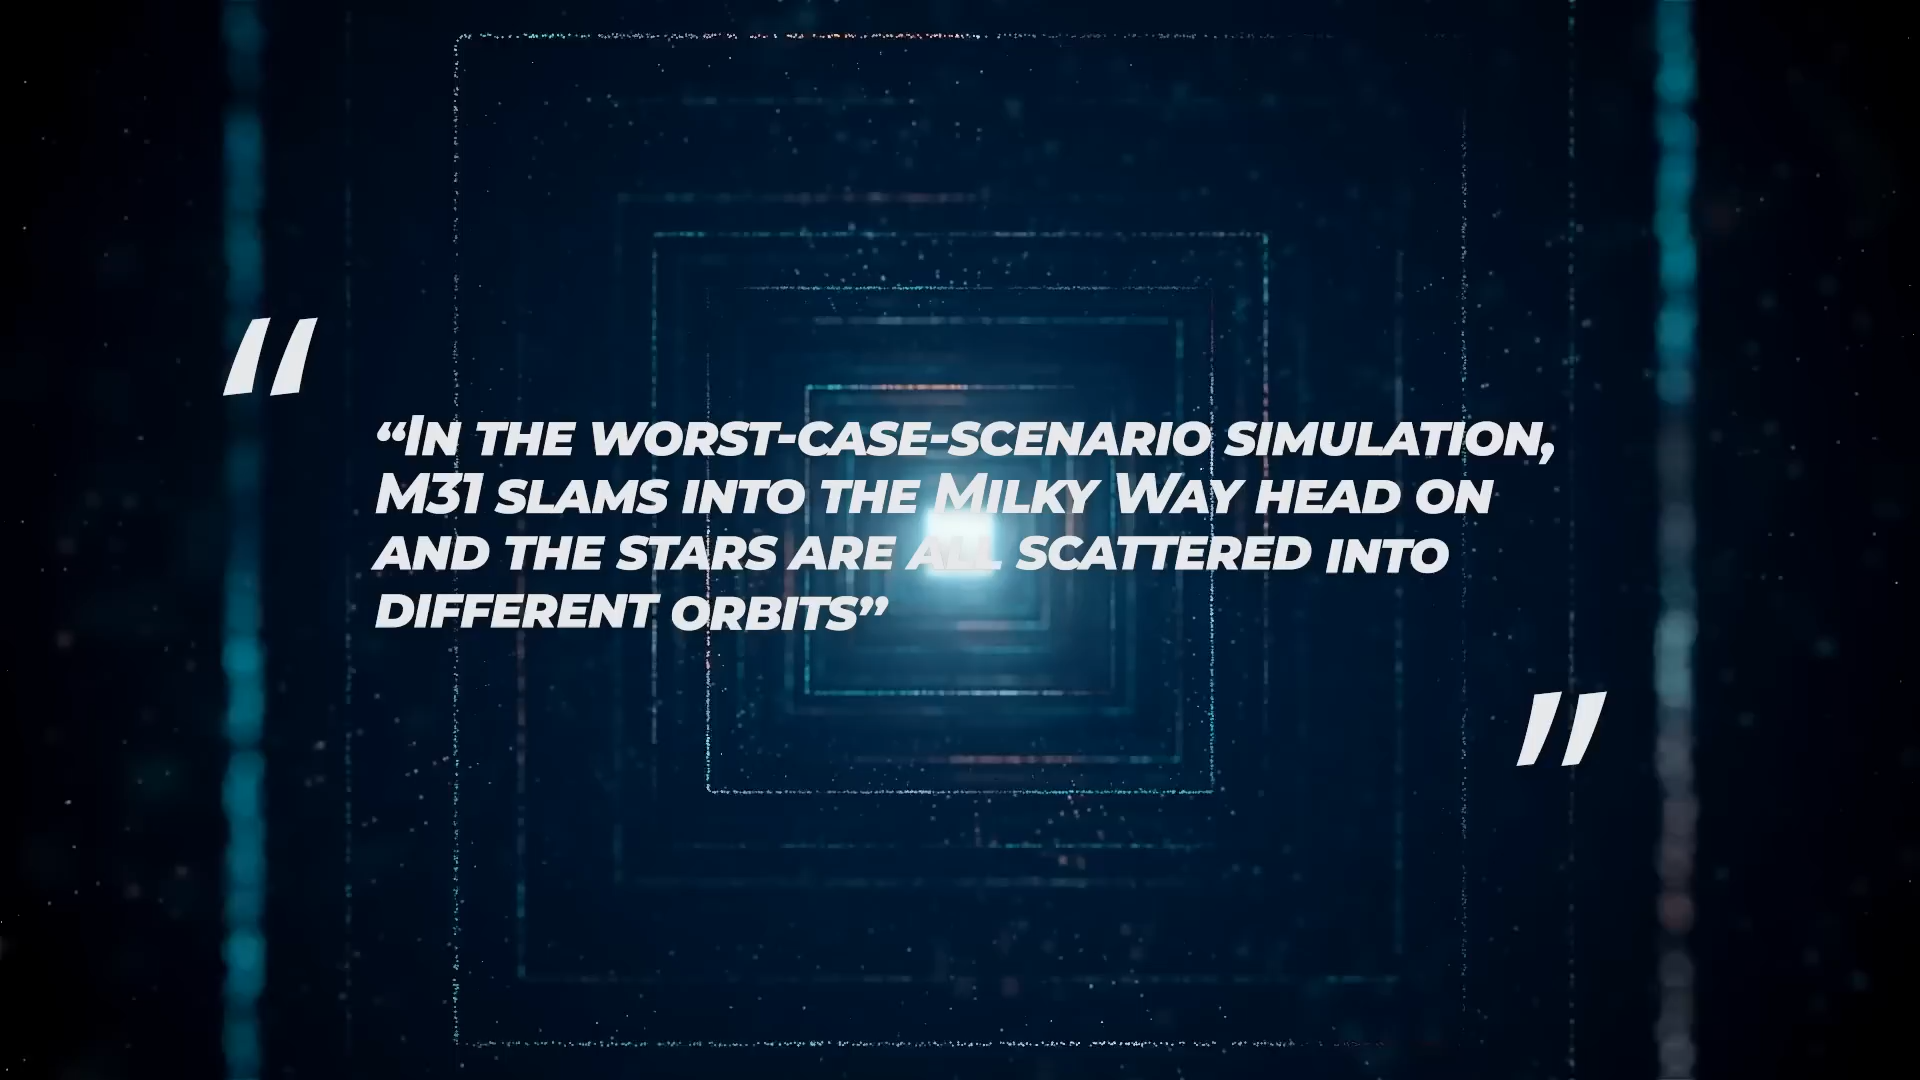 “In the worst-case-scenario simulation,
M31 slams into the Milky Way head on
and the stars are all scattered into
different orbits”